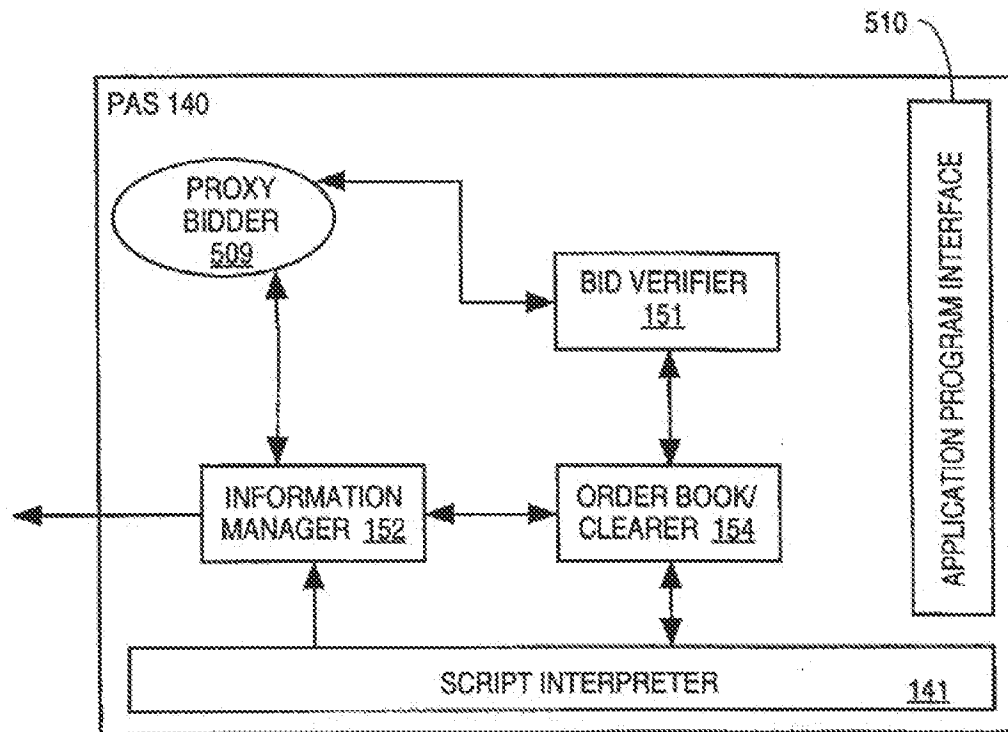 510
PAS 140
APPLICATION PROGRAM INTERFACE
PROXY
BIDDER
509
BID VERIFIER
151
INFORMATION
MANAGER 152
ORDER BOOK/
CLEARER 154
SCRIPT INTERPRETER
141